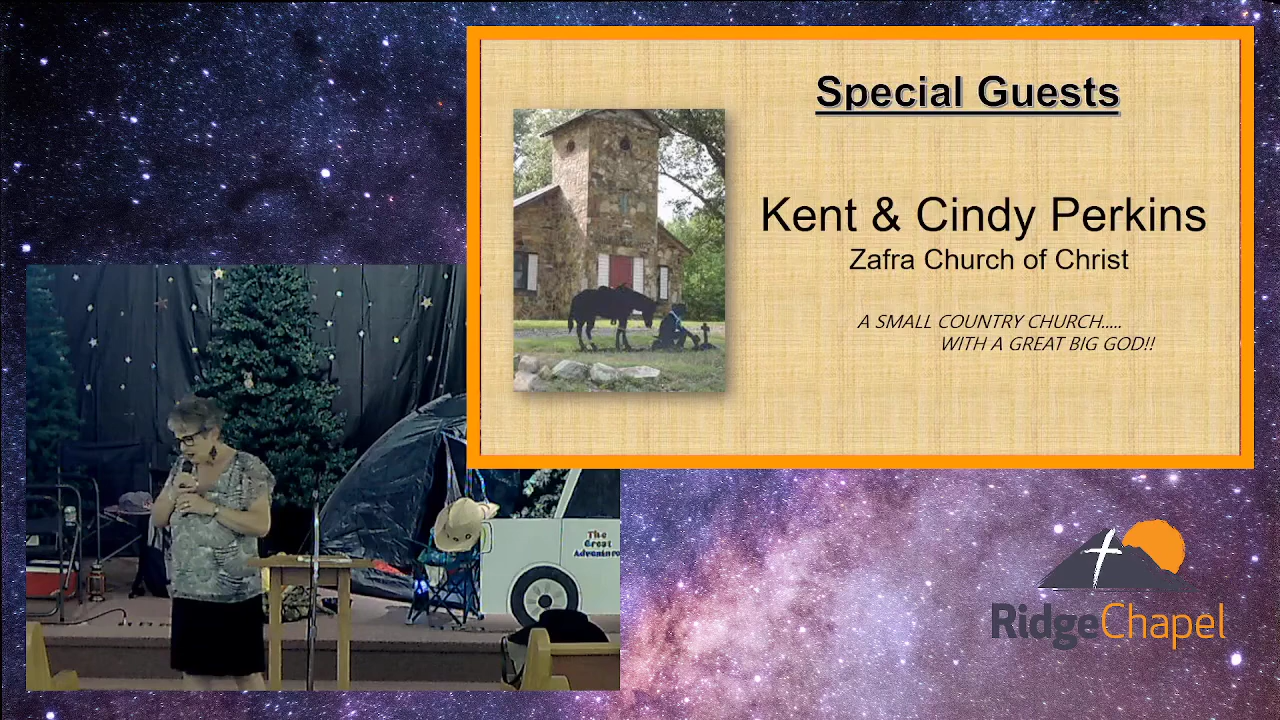 Special Guests
Kent & Cindy Perkins
Zafra Church of Christ
A SMALL COUNTRY CHURCH.....
WITH A GREAT BIG GOD!!
The
Great
Adventure
RidgeChapel